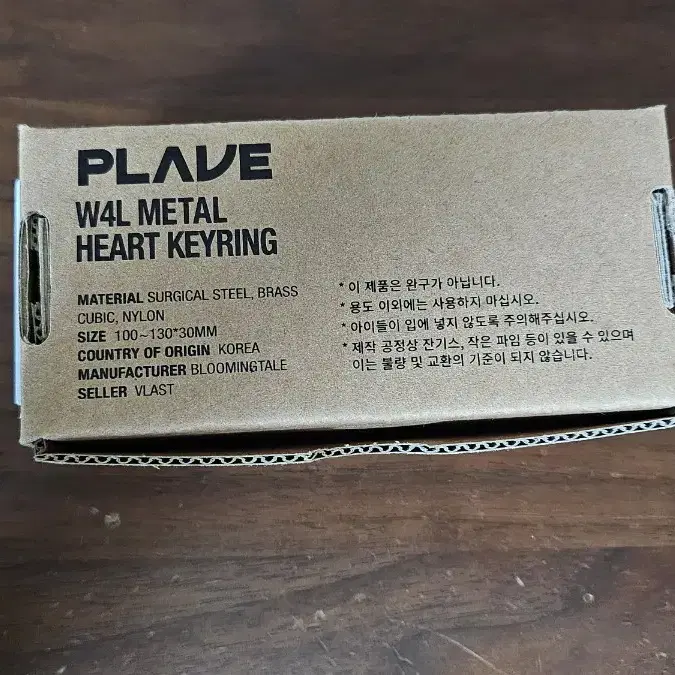 PLAVE
W4L METAL
HEART KEYRING
MATERIAL SURGICAL STEEL, BRASS
CUBIC, NYLON
SIZE 100~130*30MM
COUNTRY OF ORIGIN KOREA
MANUFACTURER BLOOMINGTALE
SELLER VLAST
* 이 제품은 완구가 아닙니다.
* 용도 이외에는 사용하지 마십시오.
* 아이들이 입에 넣지 않도록 주의해주십시오.
* 제작 공정상 잔기스, 작은 파임 등이 있을 수 있으며
이는 불량 및 교환의 기준이 되지 않습니다.